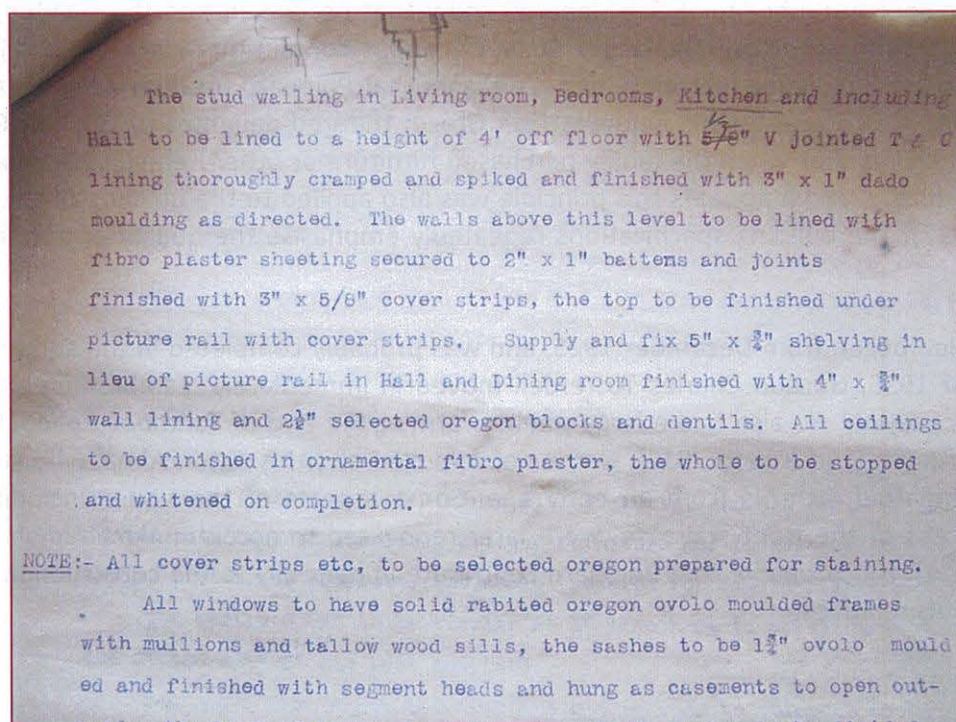 The stud walling in Living room, Bedrooms, Kitchen and including
Hall to be lined to a height of 4' off floor with 5/8" V jointed T & G
½
lining thoroughly cramped and spiked and finished with 3" x 1" dado
moulding as directed. The walls above this level to be lined with
fibro plaster sheeting secured to 2" x 1" battens and joints
finished with 3" x 5/8" cover strips, the top to be finished under
picture rail with cover strips. Supply and fix 5" x ¾" shelving in
lieu of picture rail in Hall and Dining room finished with 4" x ¾"
wall lining and 2½" selected oregon blocks and dentils. All ceilings
to be finished in ornamental fibro plaster, the whole to be stopped
and whitened on completion.
NOTE:- All cover strips etc, to be selected oregon prepared for staining.
All windows to have solid rabited oregon ovolo moulded frames
with mullions and tallow wood sills, the sashes to be 1¾" ovolo mould
ed and finished with segment heads and hung as casements to open out-